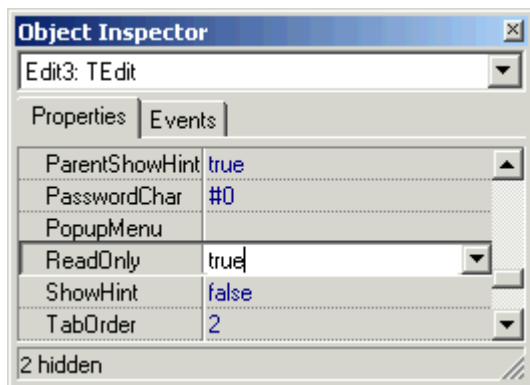 Object Inspector
Edit3: TEdit
Properties Events
ParentShowHint true
PasswordChar #0
PopupMenu
ReadOnly true
ShowHint false
TabOrder 2
2 hidden